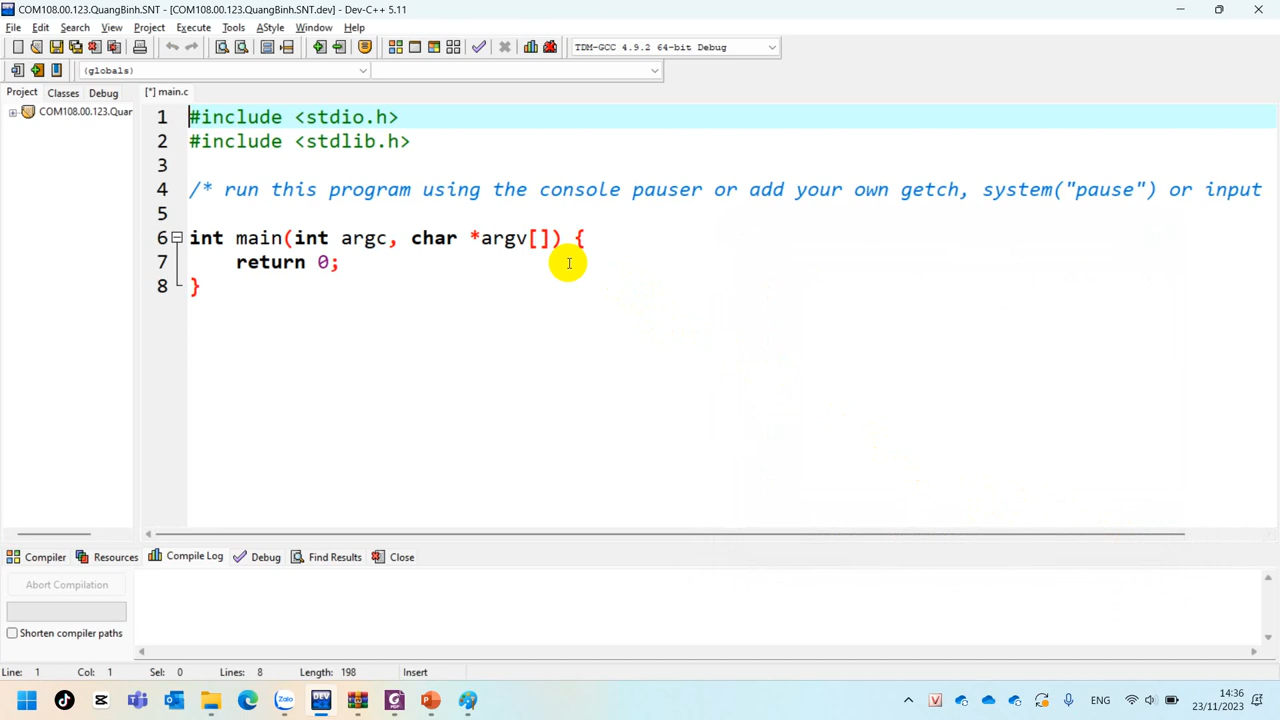 COM108.00.123.QuangBinh.SNT - [COM108.00.123.QuangBinh.SNT.dev] - Dev-C++ 5.11
File Edit Search View Project Execute Tools AStyle Window Help
TDM-GCC 4.9.2 64-bit Debug
(globals)
Project Classes Debug [*] main.c
COM108.00.123.Quar
1 #include <stdio.h>
2 #include <stdlib.h>
3
4 /* run this program using the console pauser or add your own getch, system("pause") or input
5
6 int main(int argc, char *argv[]) {
7 return 0;
8 }
Compiler Resources Compile Log Debug Find Results Close
Abort Compilation
Shorten compiler paths
Line: 1 Col: 1 Sel: 0 Lines: 8 Length: 198 Insert
Zalo DEV V ENG 14:36
23/11/2023